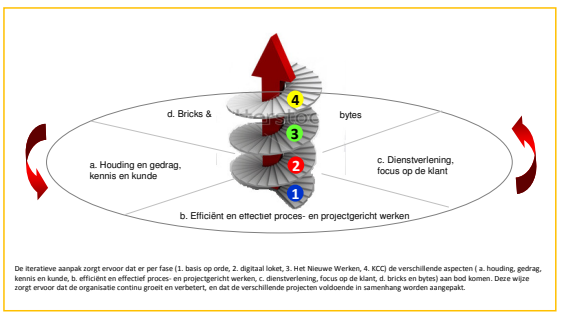 4
d. Bricks & bytes
3
a. Houding en gedrag,
kennis en kunde
2
c. Dienstverlening,
focus op de klant
1
b. Efficiënt en effectief proces- en projectgericht werken
De iteratieve aanpak zorgt ervoor dat er per fase (1. basis op orde, 2. digitaal loket, 3. Het Nieuwe Werken, 4. KCC) de verschillende aspecten ( a. houding, gedrag,
kennis en kunde, b. efficiënt en effectief proces- en projectgericht werken, c. dienstverlening, focus op de klant, d. bricks en bytes) aan bod komen. Deze wijze
zorgt ervoor dat de organisatie continu groeit en verbetert, en dat de verschillende projecten voldoende in samenhang worden aangepakt.